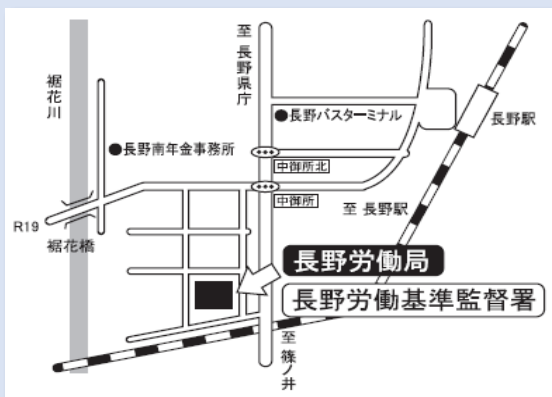 至 長野県庁
裾花川
●長野バスターミナル
長野駅
●長野南年金事務所
中御所北
中御所
至 長野駅
R19
裾花橋
長野労働局
長野労働基準監督署
至 篠ノ井